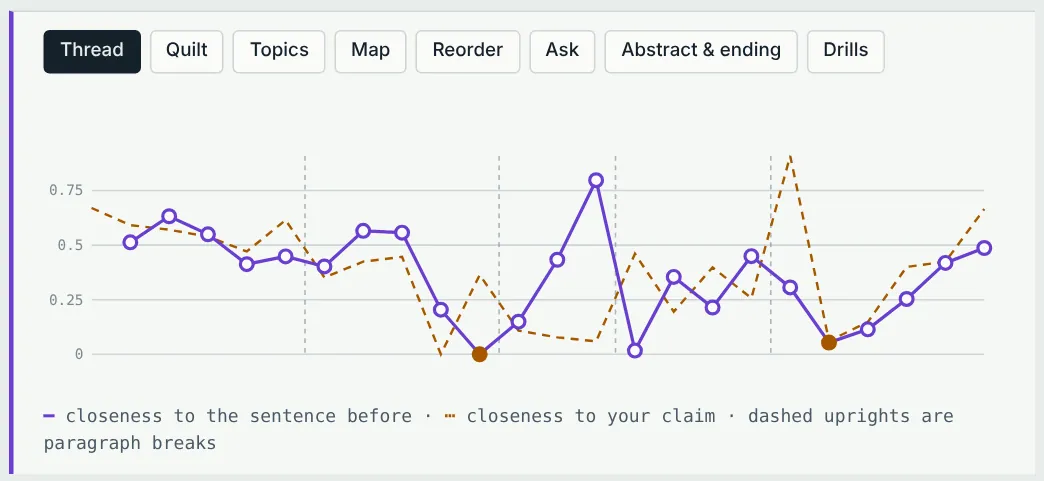 Thread Quilt Topics Map Reorder Ask Abstract & ending Drills
0.75
0.5
0.25
0
closeness to the sentence before · closeness to your claim · dashed uprights are
paragraph breaks